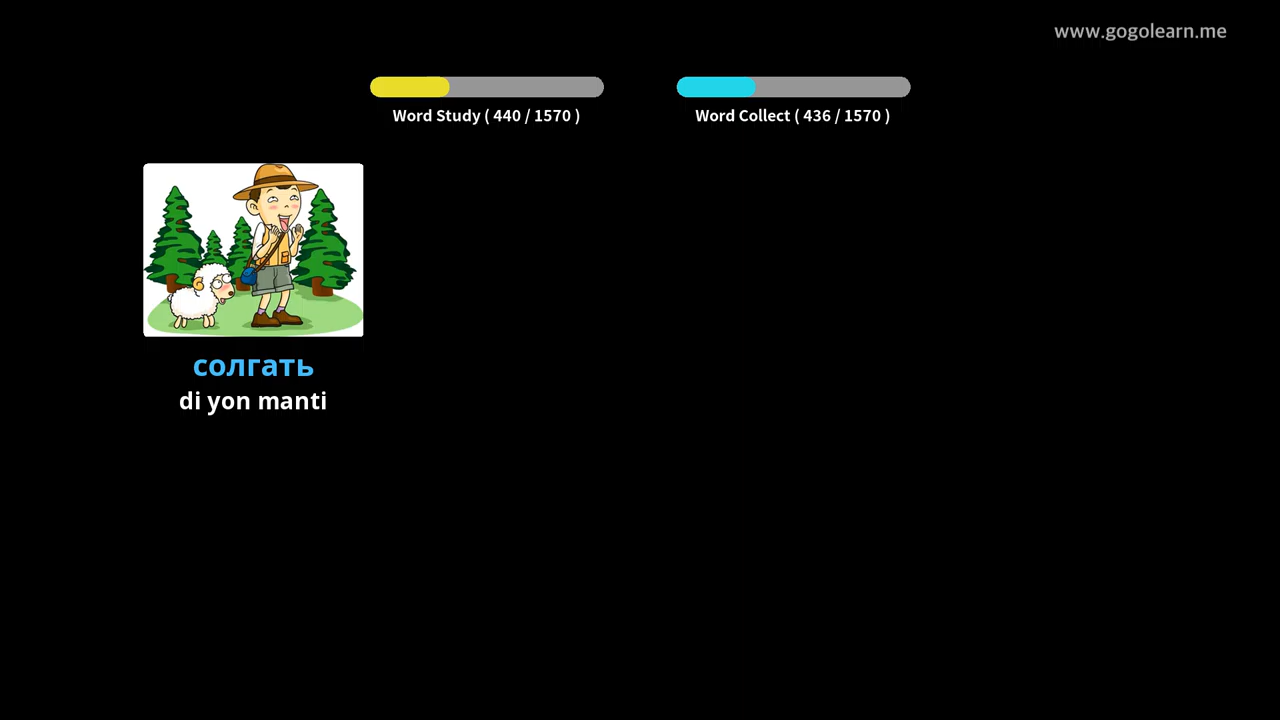 www.gogolearn.me
Word Study ( 440 / 1570 )
Word Collect ( 436 / 1570 )
солгать
di yon manti